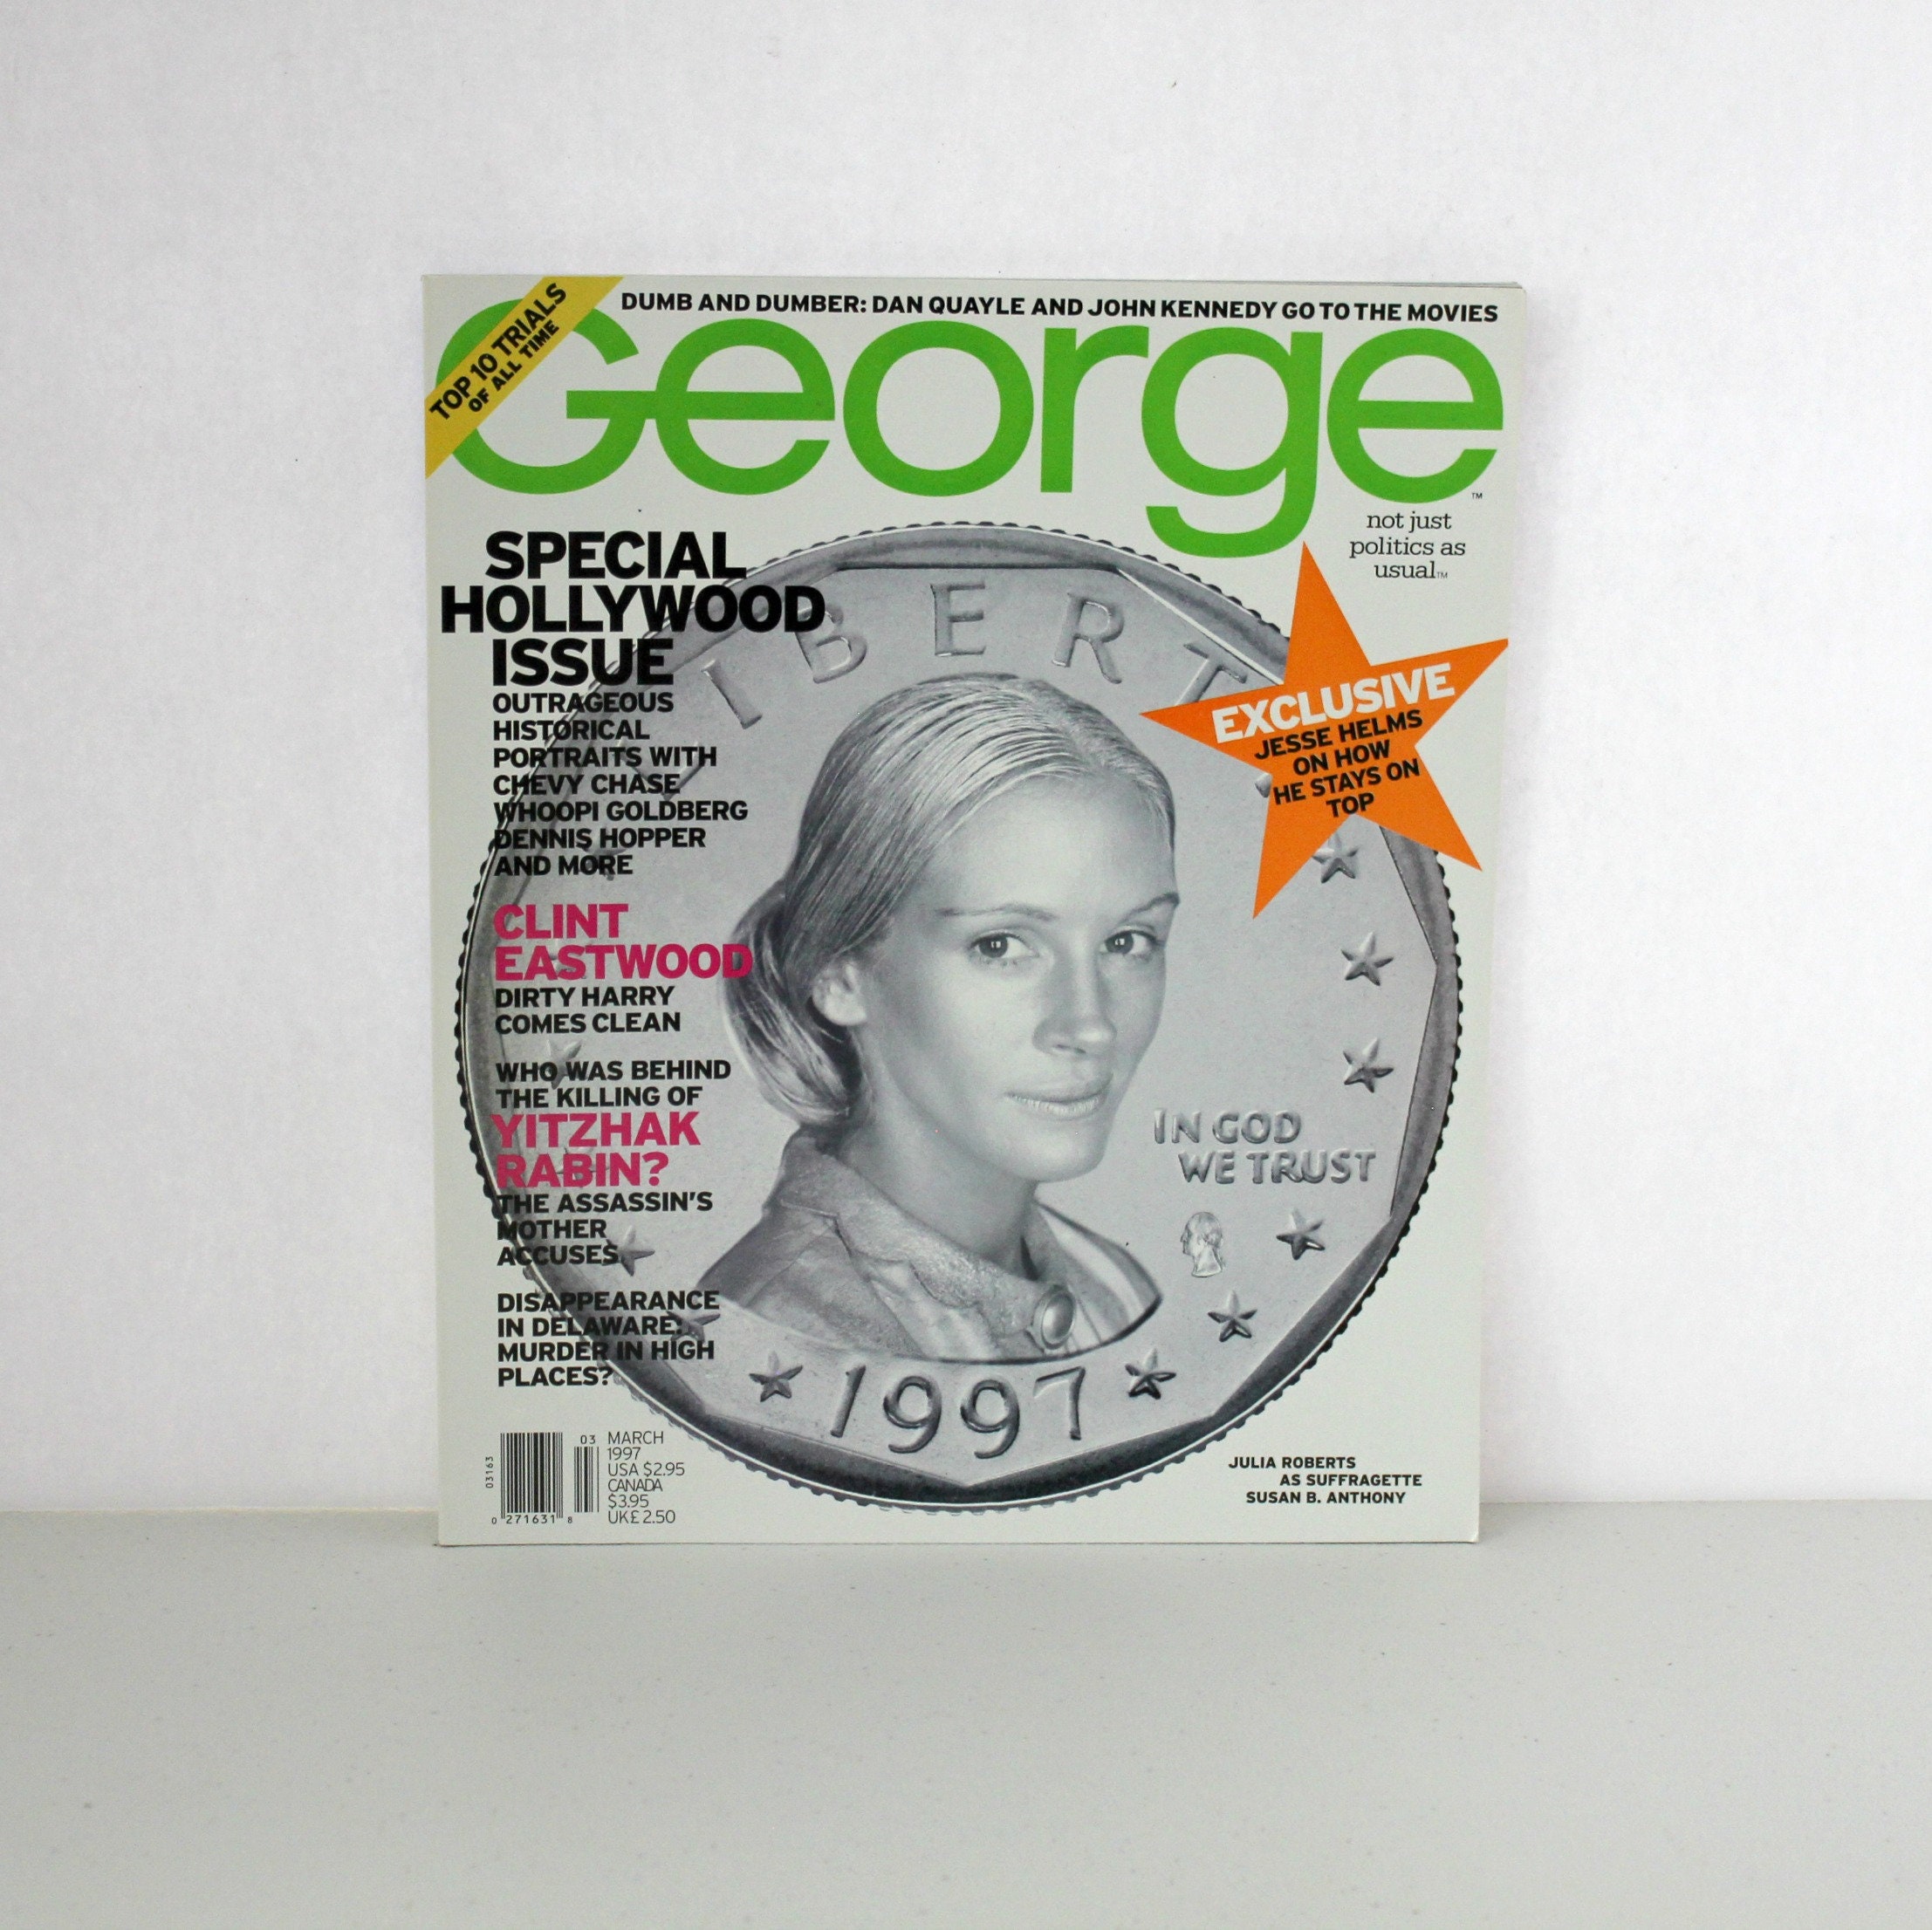 TOP 10 TRIALS
OF ALL TIME
DUMB AND DUMBER: DAN QUAYLE AND JOHN KENNEDY GO TO THE MOVIES
George
TM
not just
politics as
usual™
SPECIAL
HOLLYWOOD
ISSUE
OUTRAGEOUS
HISTORICAL
PORTRAITS WITH
CHEVY CHASE
WHOOPI GOLDBERG
DENNIS HOPPER
AND MORE
CLINT
EASTWOOD
DIRTY HARRY
COMES CLEAN
WHO WAS BEHIND
THE KILLING OF
YITZHAK
RABIN?
THE ASSASSIN'S
MOTHER
ACCUSES
DISAPPEARANCE
IN DELAWARE:
MURDER IN HIGH
PLACES?
IBERT
EXCLUSIVE
JESSE HELMS
ON HOW
HE STAYS ON
TOP
IN GOD
WE TRUST
1997
03163
0 271631 8
03
MARCH
1997
USA $2.95
CANADA
$3.95
UK£2.50
JULIA ROBERTS
AS SUFFRAGETTE
SUSAN B. ANTHONY